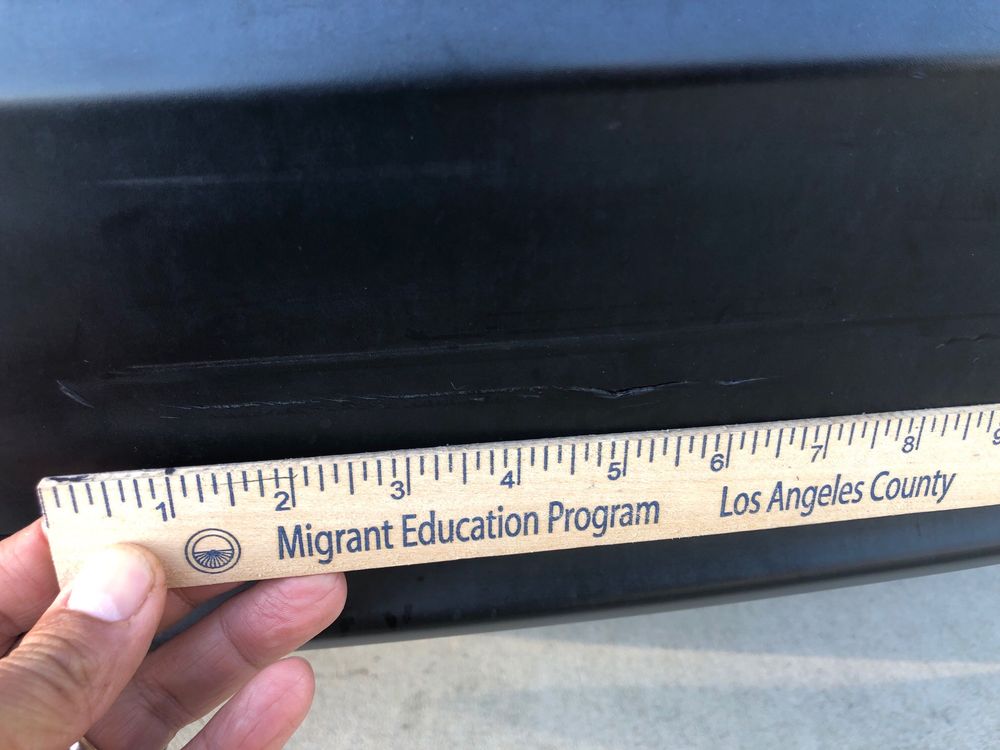 1 2 3 4 5 6 7 8 9
Migrant Education Program Los Angeles County